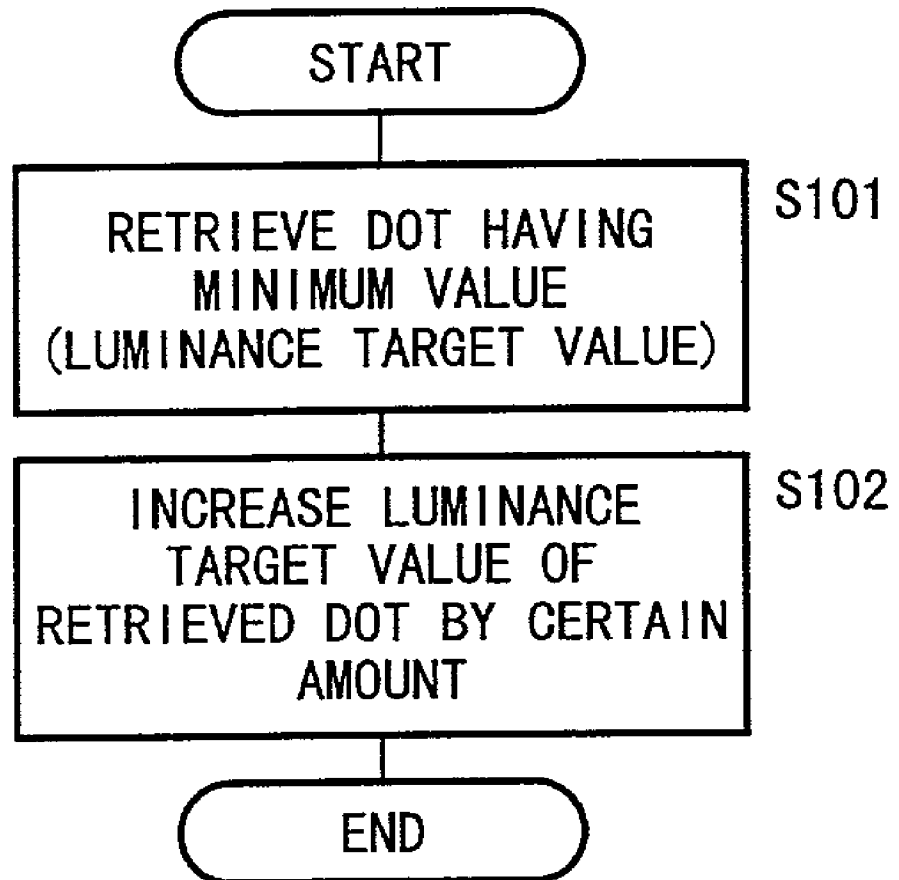 START
RETRIEVE DOT HAVING
MINIMUM VALUE
(LUMINANCE TARGET VALUE)
S101
INCREASE LUMINANCE
TARGET VALUE OF
RETRIEVED DOT BY CERTAIN
AMOUNT
S102
END